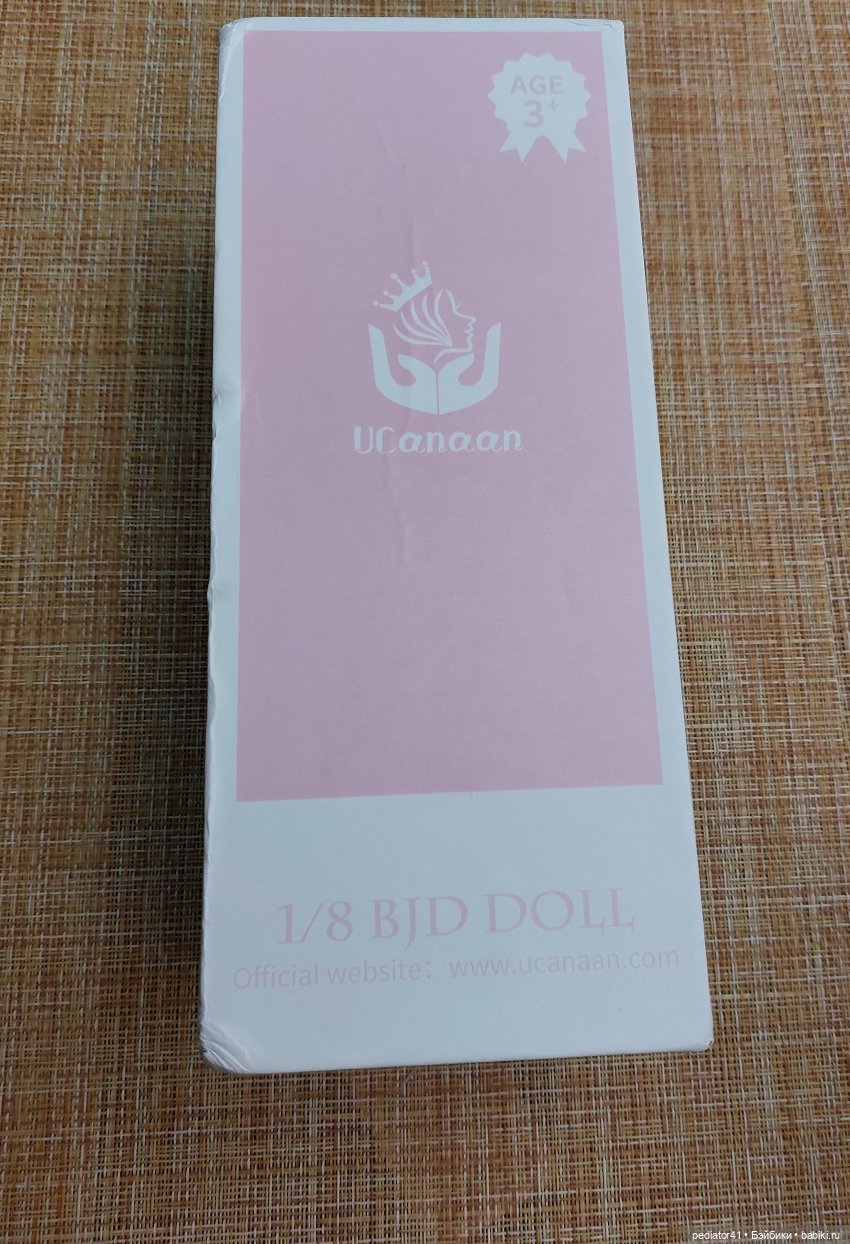 AGE
3+
UCanaan
1/8 BJD DOLL
Official website：www.ucanaan.com
pediator41 • Бэйбики • babiki.ru